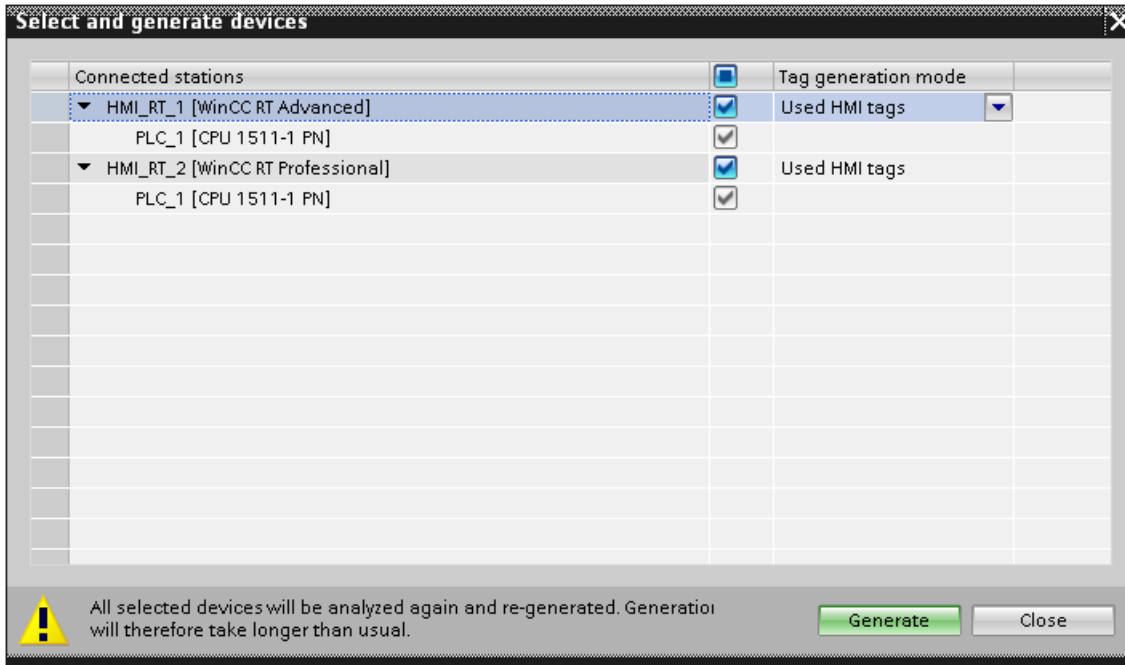 Select and generate devices
Connected stations
Tag generation mode
HMI_RT_1 [WinCC RT Advanced]
Used HMI tags
PLC_1 [CPU 1511-1 PN]
HMI_RT_2 [WinCC RT Professional]
Used HMI tags
PLC_1 [CPU 1511-1 PN]
All selected devices will be analyzed again and re-generated. Generation
will therefore take longer than usual.
Generate
Close